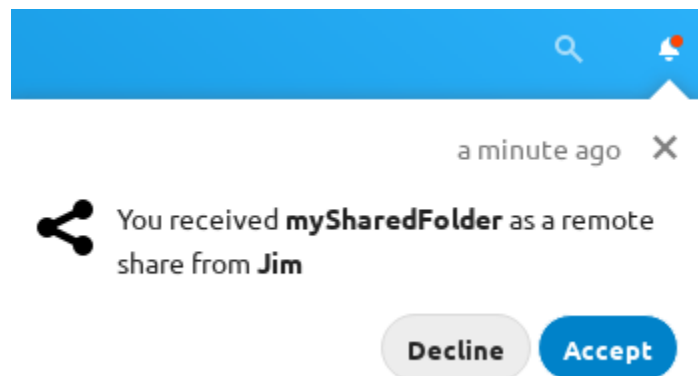 a minute ago
You received mySharedFolder as a remote
share from Jim
Decline Accept